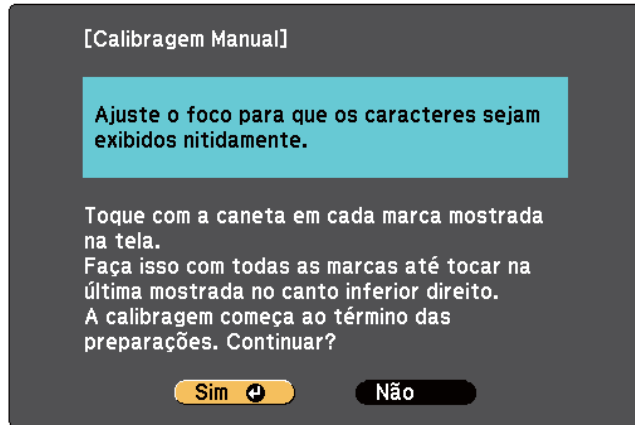 [Calibragem Manual]
Ajuste o foco para que os caracteres sejam
exibidos nitidamente.
Toque com a caneta em cada marca mostrada
na tela.
Faça isso com todas as marcas até tocar na
última mostrada no canto inferior direito.
A calibragem começa ao término das
preparações. Continuar?
Sim Não